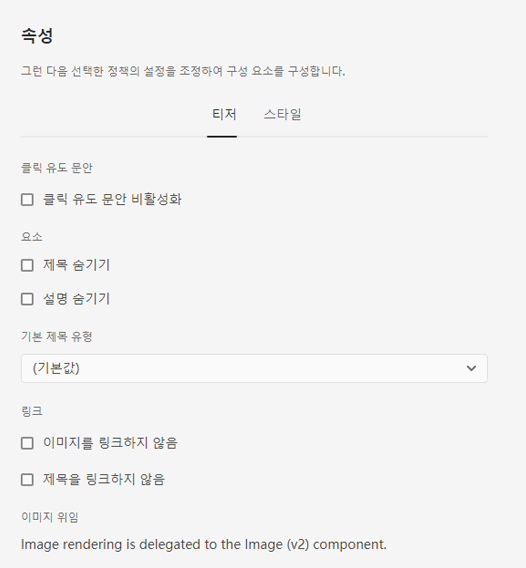 속성
그런 다음 선택한 정책의 설정을 조정하여 구성 요소를 구성합니다.
티저 스타일
클릭 유도 문안
클릭 유도 문안 비활성화
요소
제목 숨기기
설명 숨기기
기본 제목 유형
(기본값)
링크
이미지를 링크하지 않음
제목을 링크하지 않음
이미지 위임
Image rendering is delegated to the Image (v2) component.